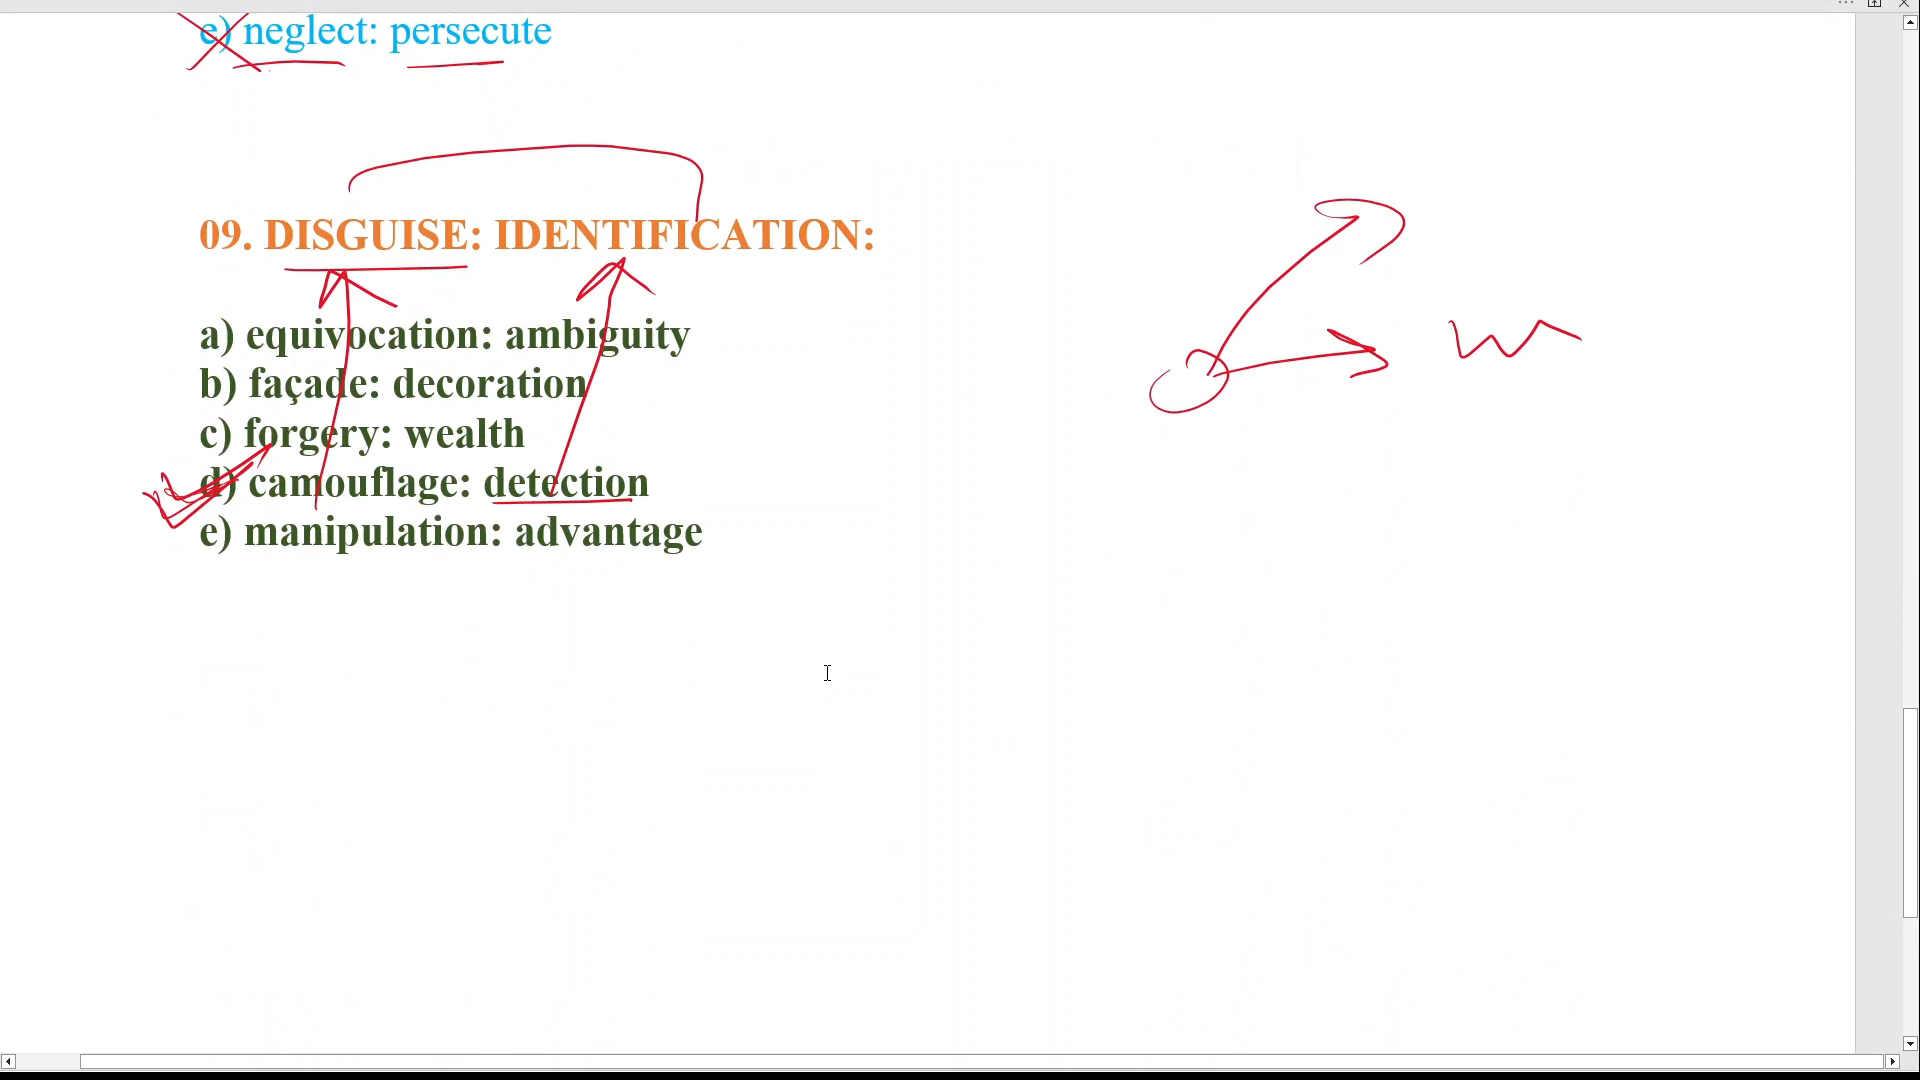 e) neglect: persecute
09. DISGUISE: IDENTIFICATION:
a) equivocation: ambiguity
b) façade: decoration
c) forgery: wealth
d) camouflage: detection
e) manipulation: advantage